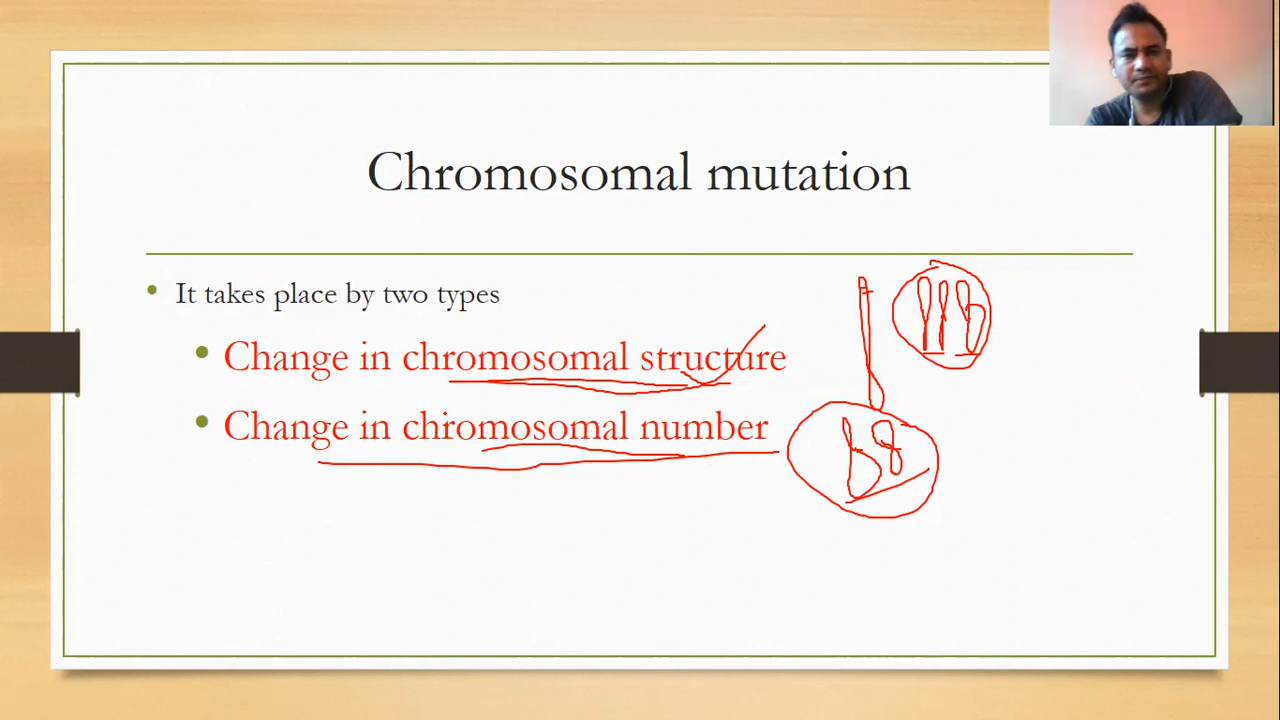 Chromosomal mutation
It takes place by two types
Change in chromosomal structure
Change in chromosomal number